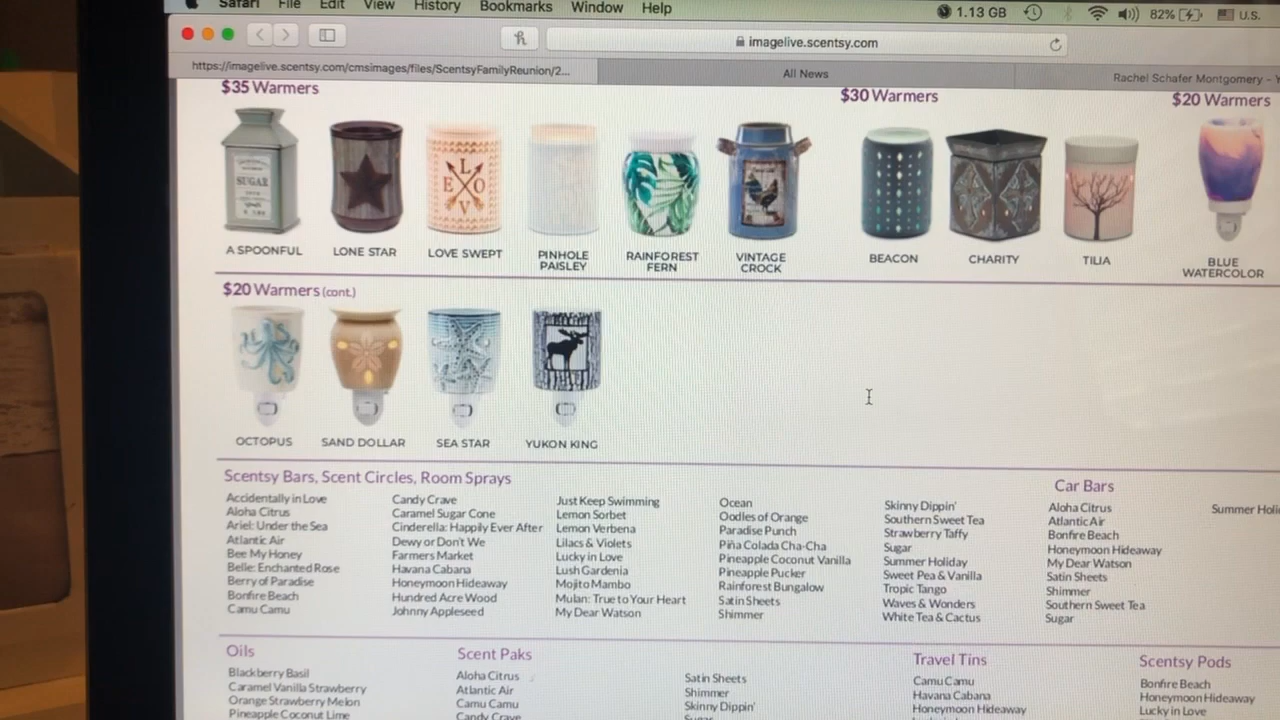 Safari File Edit View History Bookmarks Window Help 1.13 GB 82% U.S.
imagelive.scentsy.com
https://imagelive.scentsy.com/cmsimages/files/ScentsyFamilyReunion/2...
All News
Rachel Schafer Montgomery – Y
$35 Warmers
$30 Warmers
$20 Warmers
SUGAR
L
E O
V
A SPOONFUL
LONE STAR
LOVE SWEPT
PINHOLE
PAISLEY
RAINFOREST
FERN
VINTAGE
CROCK
BEACON
CHARITY
TILIA
BLUE
WATERCOLOR
$20 Warmers (cont.)
OCTOPUS
SAND DOLLAR
SEA STAR
YUKON KING
Scentsy Bars, Scent Circles, Room Sprays
Accidentally in Love
Aloha Citrus
Ariel: Under the Sea
Atlantic Air
Bee My Honey
Belle: Enchanted Rose
Berry of Paradise
Bonfire Beach
Camu Camu
Candy Crave
Caramel Sugar Cone
Cinderella: Happily Ever After
Dewy or Don't We
Farmers Market
Havana Cabana
Honeymoon Hideaway
Hundred Acre Wood
Johnny Appleseed
Just Keep Swimming
Lemon Sorbet
Lemon Verbena
Lilacs & Violets
Lucky in Love
Lush Gardenia
Mojito Mambo
Mulan: True to Your Heart
My Dear Watson
Ocean
Oodles of Orange
Paradise Punch
Piña Colada Cha-Cha
Pineapple Coconut Vanilla
Pineapple Pucker
Rainforest Bungalow
Satin Sheets
Shimmer
Skinny Dippin'
Southern Sweet Tea
Strawberry Taffy
Sugar
Summer Holiday
Sweet Pea & Vanilla
Tropic Tango
Waves & Wonders
White Tea & Cactus
Car Bars
Aloha Citrus
Atlantic Air
Bonfire Beach
Honeymoon Hideaway
My Dear Watson
Satin Sheets
Shimmer
Southern Sweet Tea
Sugar
Summer Holi
Oils
Blackberry Basil
Caramel Vanilla Strawberry
Orange Strawberry Melon
Pineapple Coconut Lime
Scent Paks
Aloha Citrus
Atlantic Air
Camu Camu
Candy Crave
Satin Sheets
Shimmer
Skinny Dippin'
Sugar
Travel Tins
Camu Camu
Havana Cabana
Honeymoon Hideaway
Scentsy Pods
Bonfire Beach
Honeymoon Hideaway
Lucky in Love